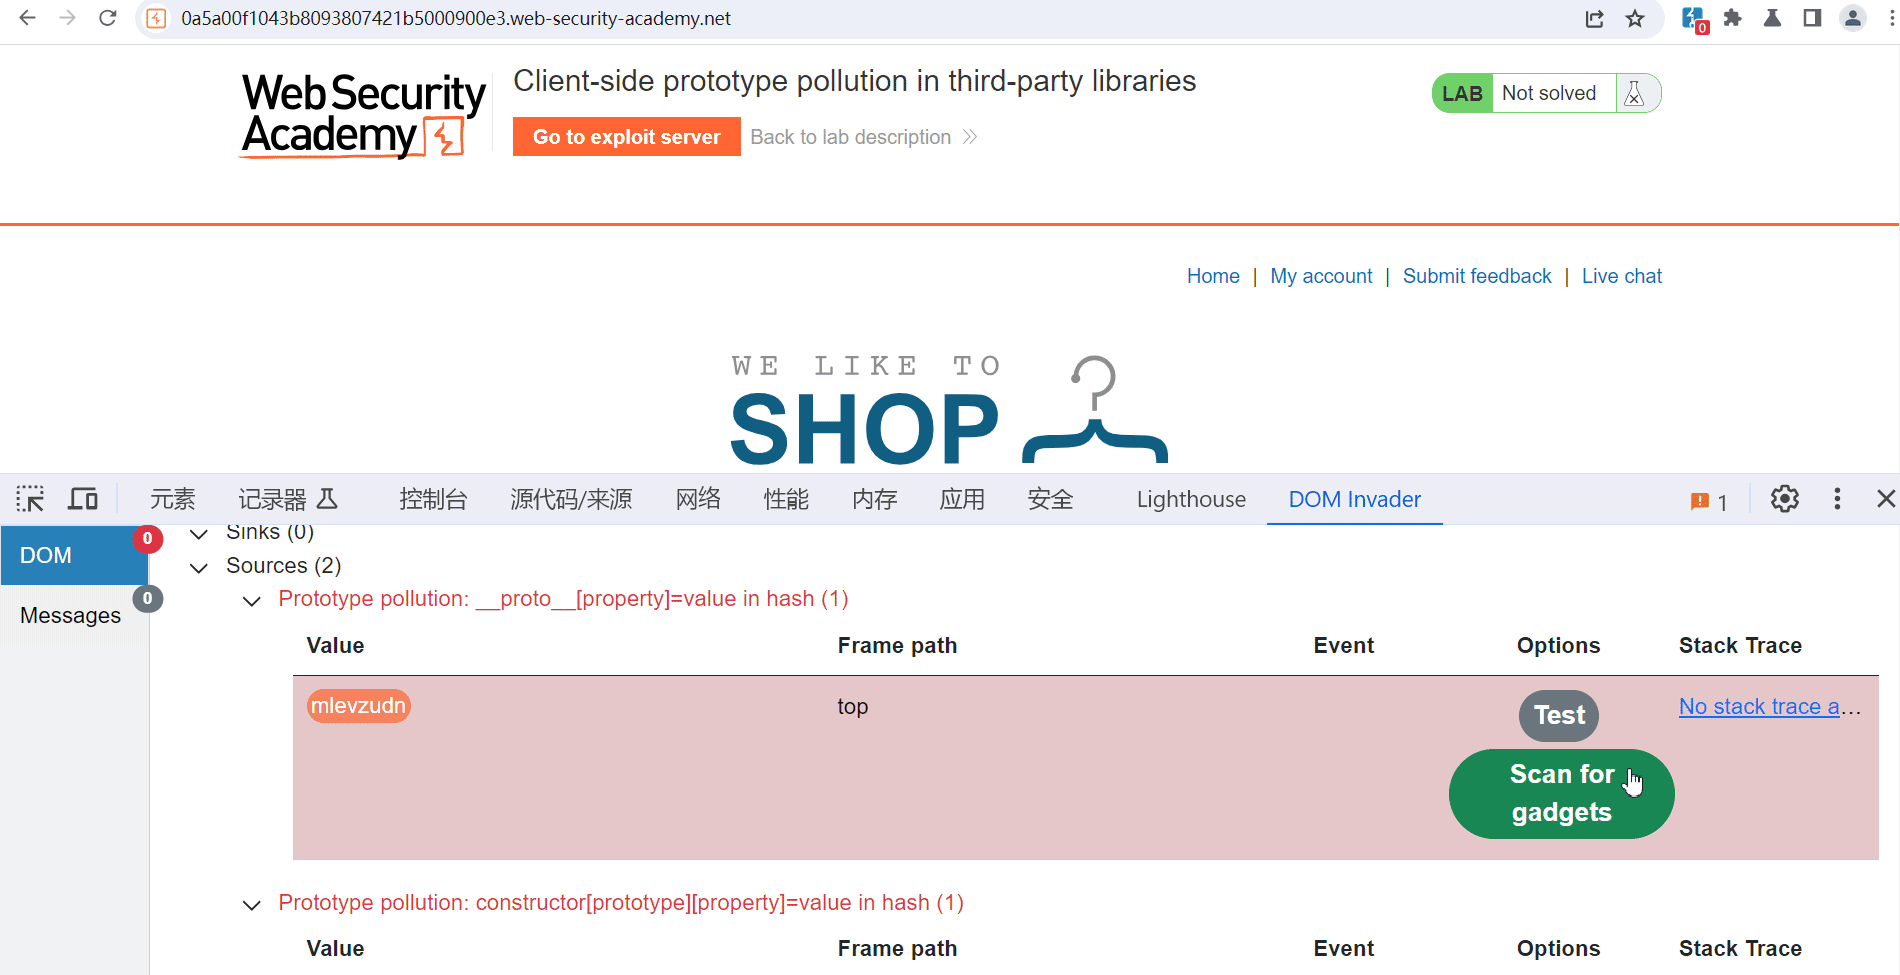 0a5a00f1043b8093807421b5000900e3.web-security-academy.net
0
Web Security
Academy
Client-side prototype pollution in third-party libraries
Go to exploit server
Back to lab description
LAB Not solved
Home | My account | Submit feedback | Live chat
WE LIKE TO
SHOP
元素 记录器 控制台 源代码/来源 网络 性能 内存 应用 安全 Lighthouse DOM Invader 1
DOM 0
Messages 0
Sinks (0)
Sources (2)
Prototype pollution: __proto__[property]=value in hash (1)
Value Frame path Event Options Stack Trace
mlevzudn top Test No stack trace a...
Scan for
gadgets
Prototype pollution: constructor[prototype][property]=value in hash (1)
Value Frame path Event Options Stack Trace